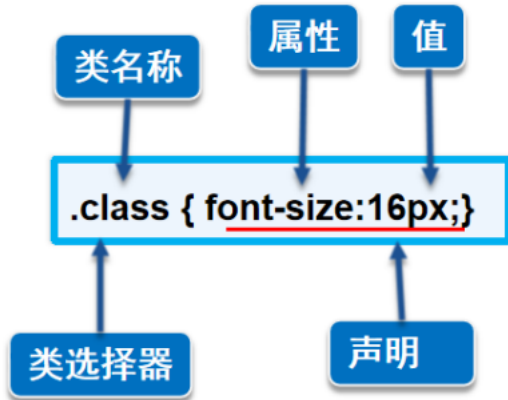 属性
值
类名称
.class { font-size:16px;}
类选择器
声明